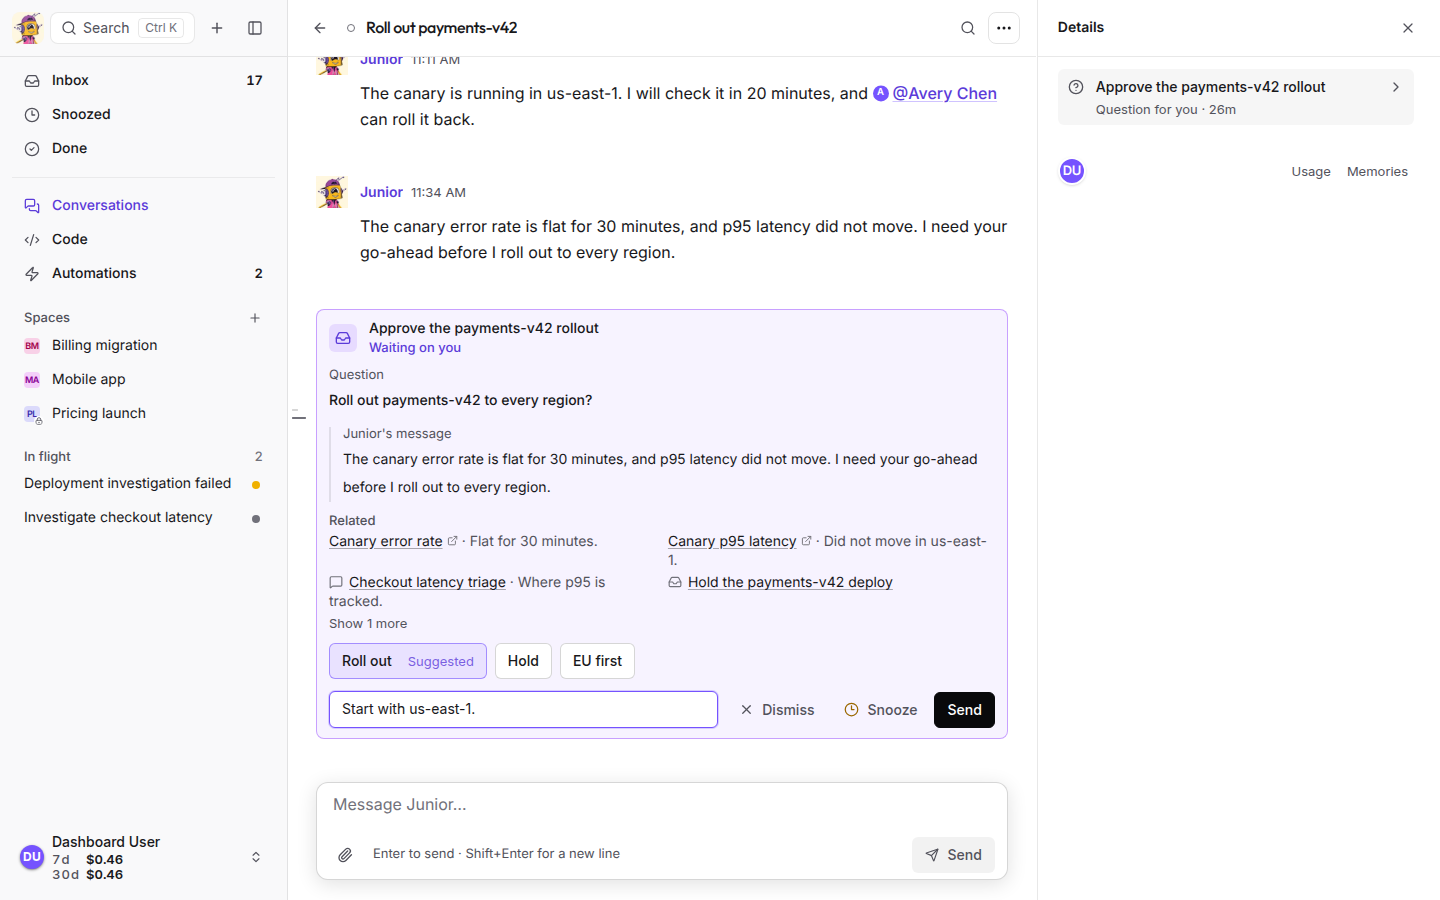 Search Ctrl K
Inbox 17
Snoozed
Done
Conversations
Code
Automations 2
Spaces
BM Billing migration
MA Mobile app
PL Pricing launch
In flight 2
Deployment investigation failed
Investigate checkout latency
DU Dashboard User
7d $0.46
30d $0.46
Roll out payments-v42
Junior 11:11 AM
The canary is running in us-east-1. I will check it in 20 minutes, and A @Avery Chen
can roll it back.
Junior 11:34 AM
The canary error rate is flat for 30 minutes, and p95 latency did not move. I need your
go-ahead before I roll out to every region.
Approve the payments-v42 rollout
Waiting on you
Question
Roll out payments-v42 to every region?
Junior's message
The canary error rate is flat for 30 minutes, and p95 latency did not move. I need your go-ahead
before I roll out to every region.
Related
Canary error rate · Flat for 30 minutes.
Canary p95 latency · Did not move in us-east-
1.
Checkout latency triage · Where p95 is
tracked.
Hold the payments-v42 deploy
Show 1 more
Roll out Suggested
Hold
EU first
Start with us-east-1.
Dismiss
Snooze
Send
Message Junior...
Enter to send · Shift+Enter for a new line
Send
Details
Approve the payments-v42 rollout
Question for you · 26m
DU
Usage
Memories